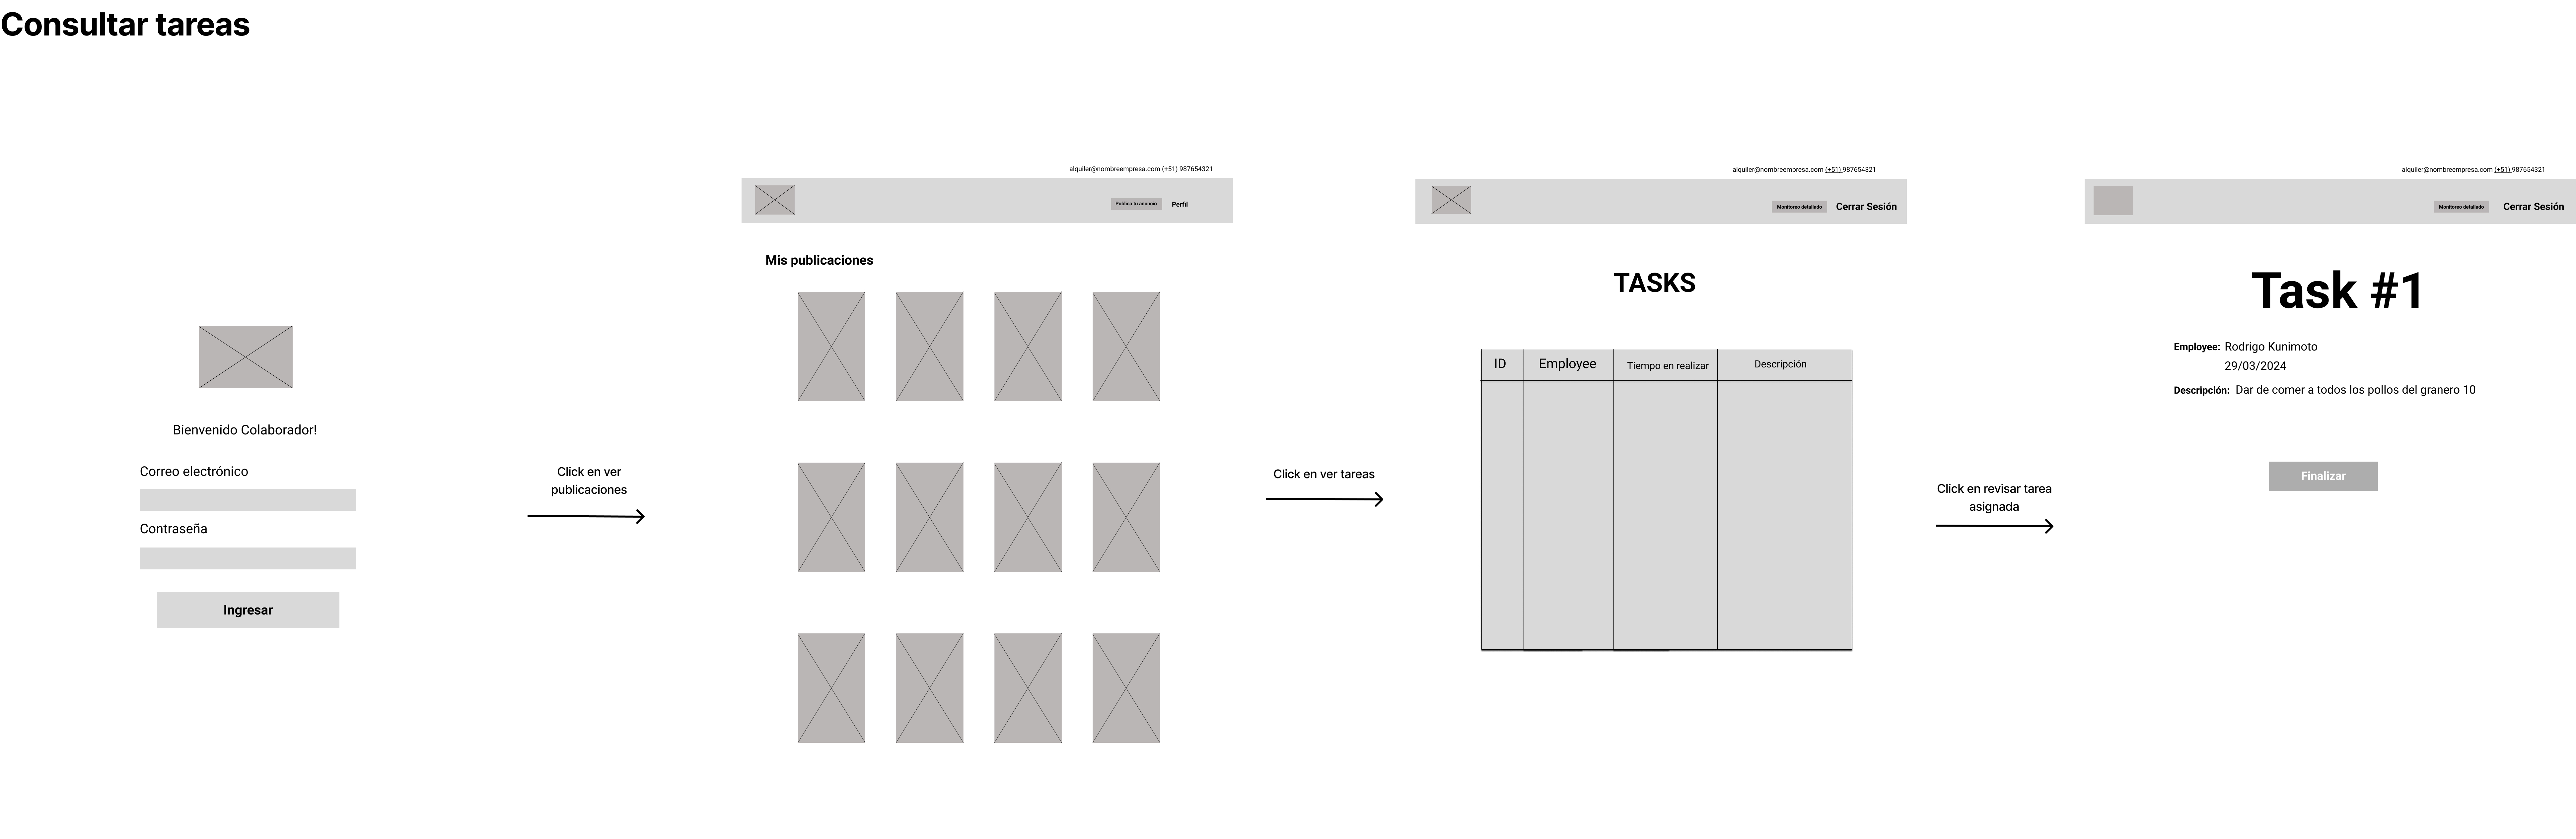 Consultar tareas
Bienvenido Colaborador!
Correo electrónico
Contraseña
Ingresar
Click en ver
publicaciones
alquiler@nombreempresa.com (+51) 987654321
Publica tu anuncio
Perfil
Mis publicaciones
Click en ver tareas
alquiler@nombreempresa.com (+51) 987654321
Monitoreo detallado
Cerrar Sesión
TASKS
ID
Employee
Tiempo en realizar
Descripción
Click en revisar tarea
asignada
alquiler@nombreempresa.com (+51) 987654321
Monitoreo detallado
Cerrar Sesión
Task #1
Employee: Rodrigo Kunimoto
29/03/2024
Descripción: Dar de comer a todos los pollos del granero 10
Finalizar